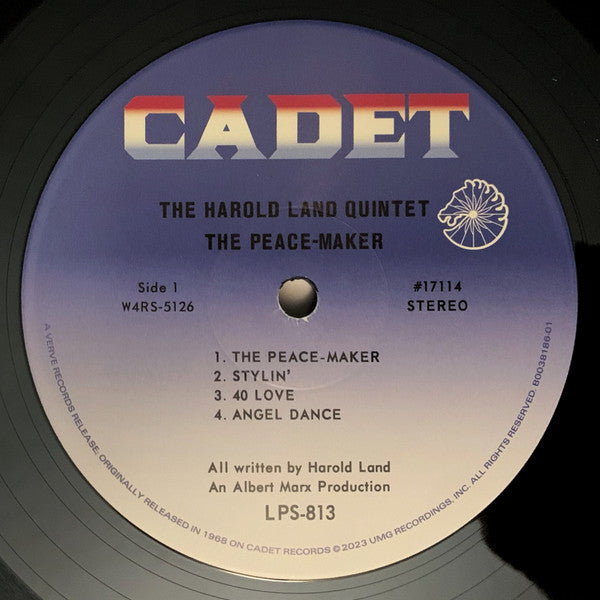 CADET
THE HAROLD LAND QUINTET
THE PEACE-MAKER
Side 1
W4RS-5126
#17114
STEREO
1. THE PEACE-MAKER
2. STYLIN'
3. 40 LOVE
4. ANGEL DANCE
All written by Harold Land
An Albert Marx Production
LPS-813
A VERVE RECORDS RELEASE. ORIGINALLY RELEASED IN 1968 ON CADET RECORDS ℗©2023 UMG RECORDINGS, INC. ALL RIGHTS RESERVED. B0038186-01